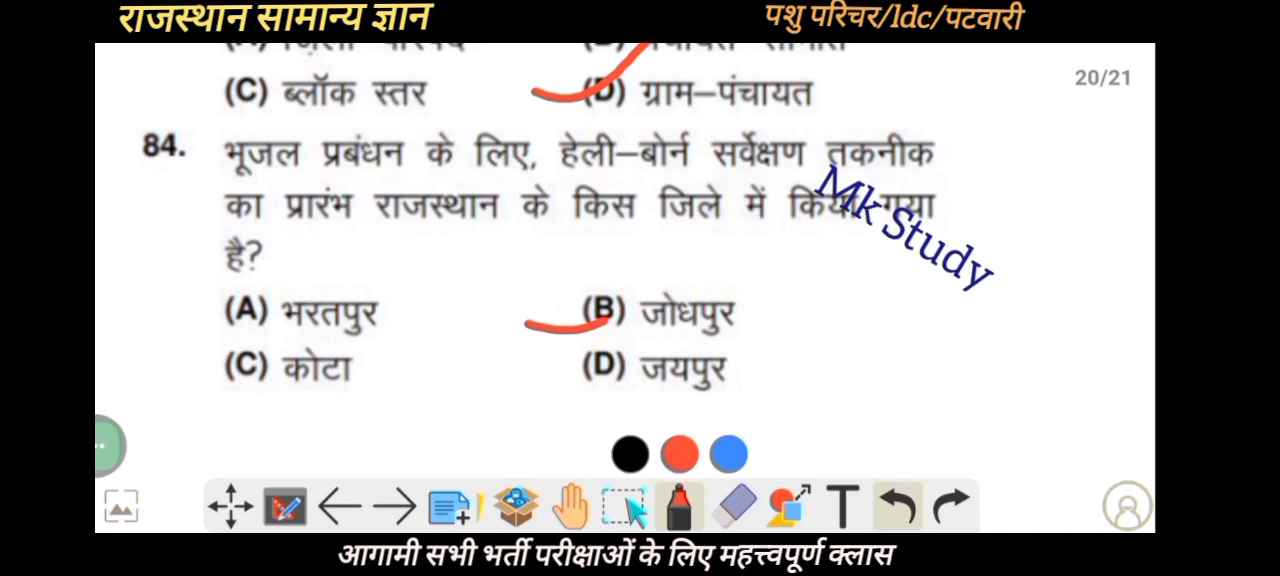 राजस्थान सामान्य ज्ञान
पशु परिचर/ldc/पटवारी
20/21
(C) ब्लॉक स्तर (D) ग्राम–पंचायत
84. भूजल प्रबंधन के लिए, हेली–बोर्न सर्वेक्षण तकनीक
का प्रारंभ राजस्थान के किस जिले में किया गया
है?
Mk Study
(A) भरतपुर (B) जोधपुर
(C) कोटा (D) जयपुर
T
आगामी सभी भर्ती परीक्षाओं के लिए महत्त्वपूर्ण क्लास